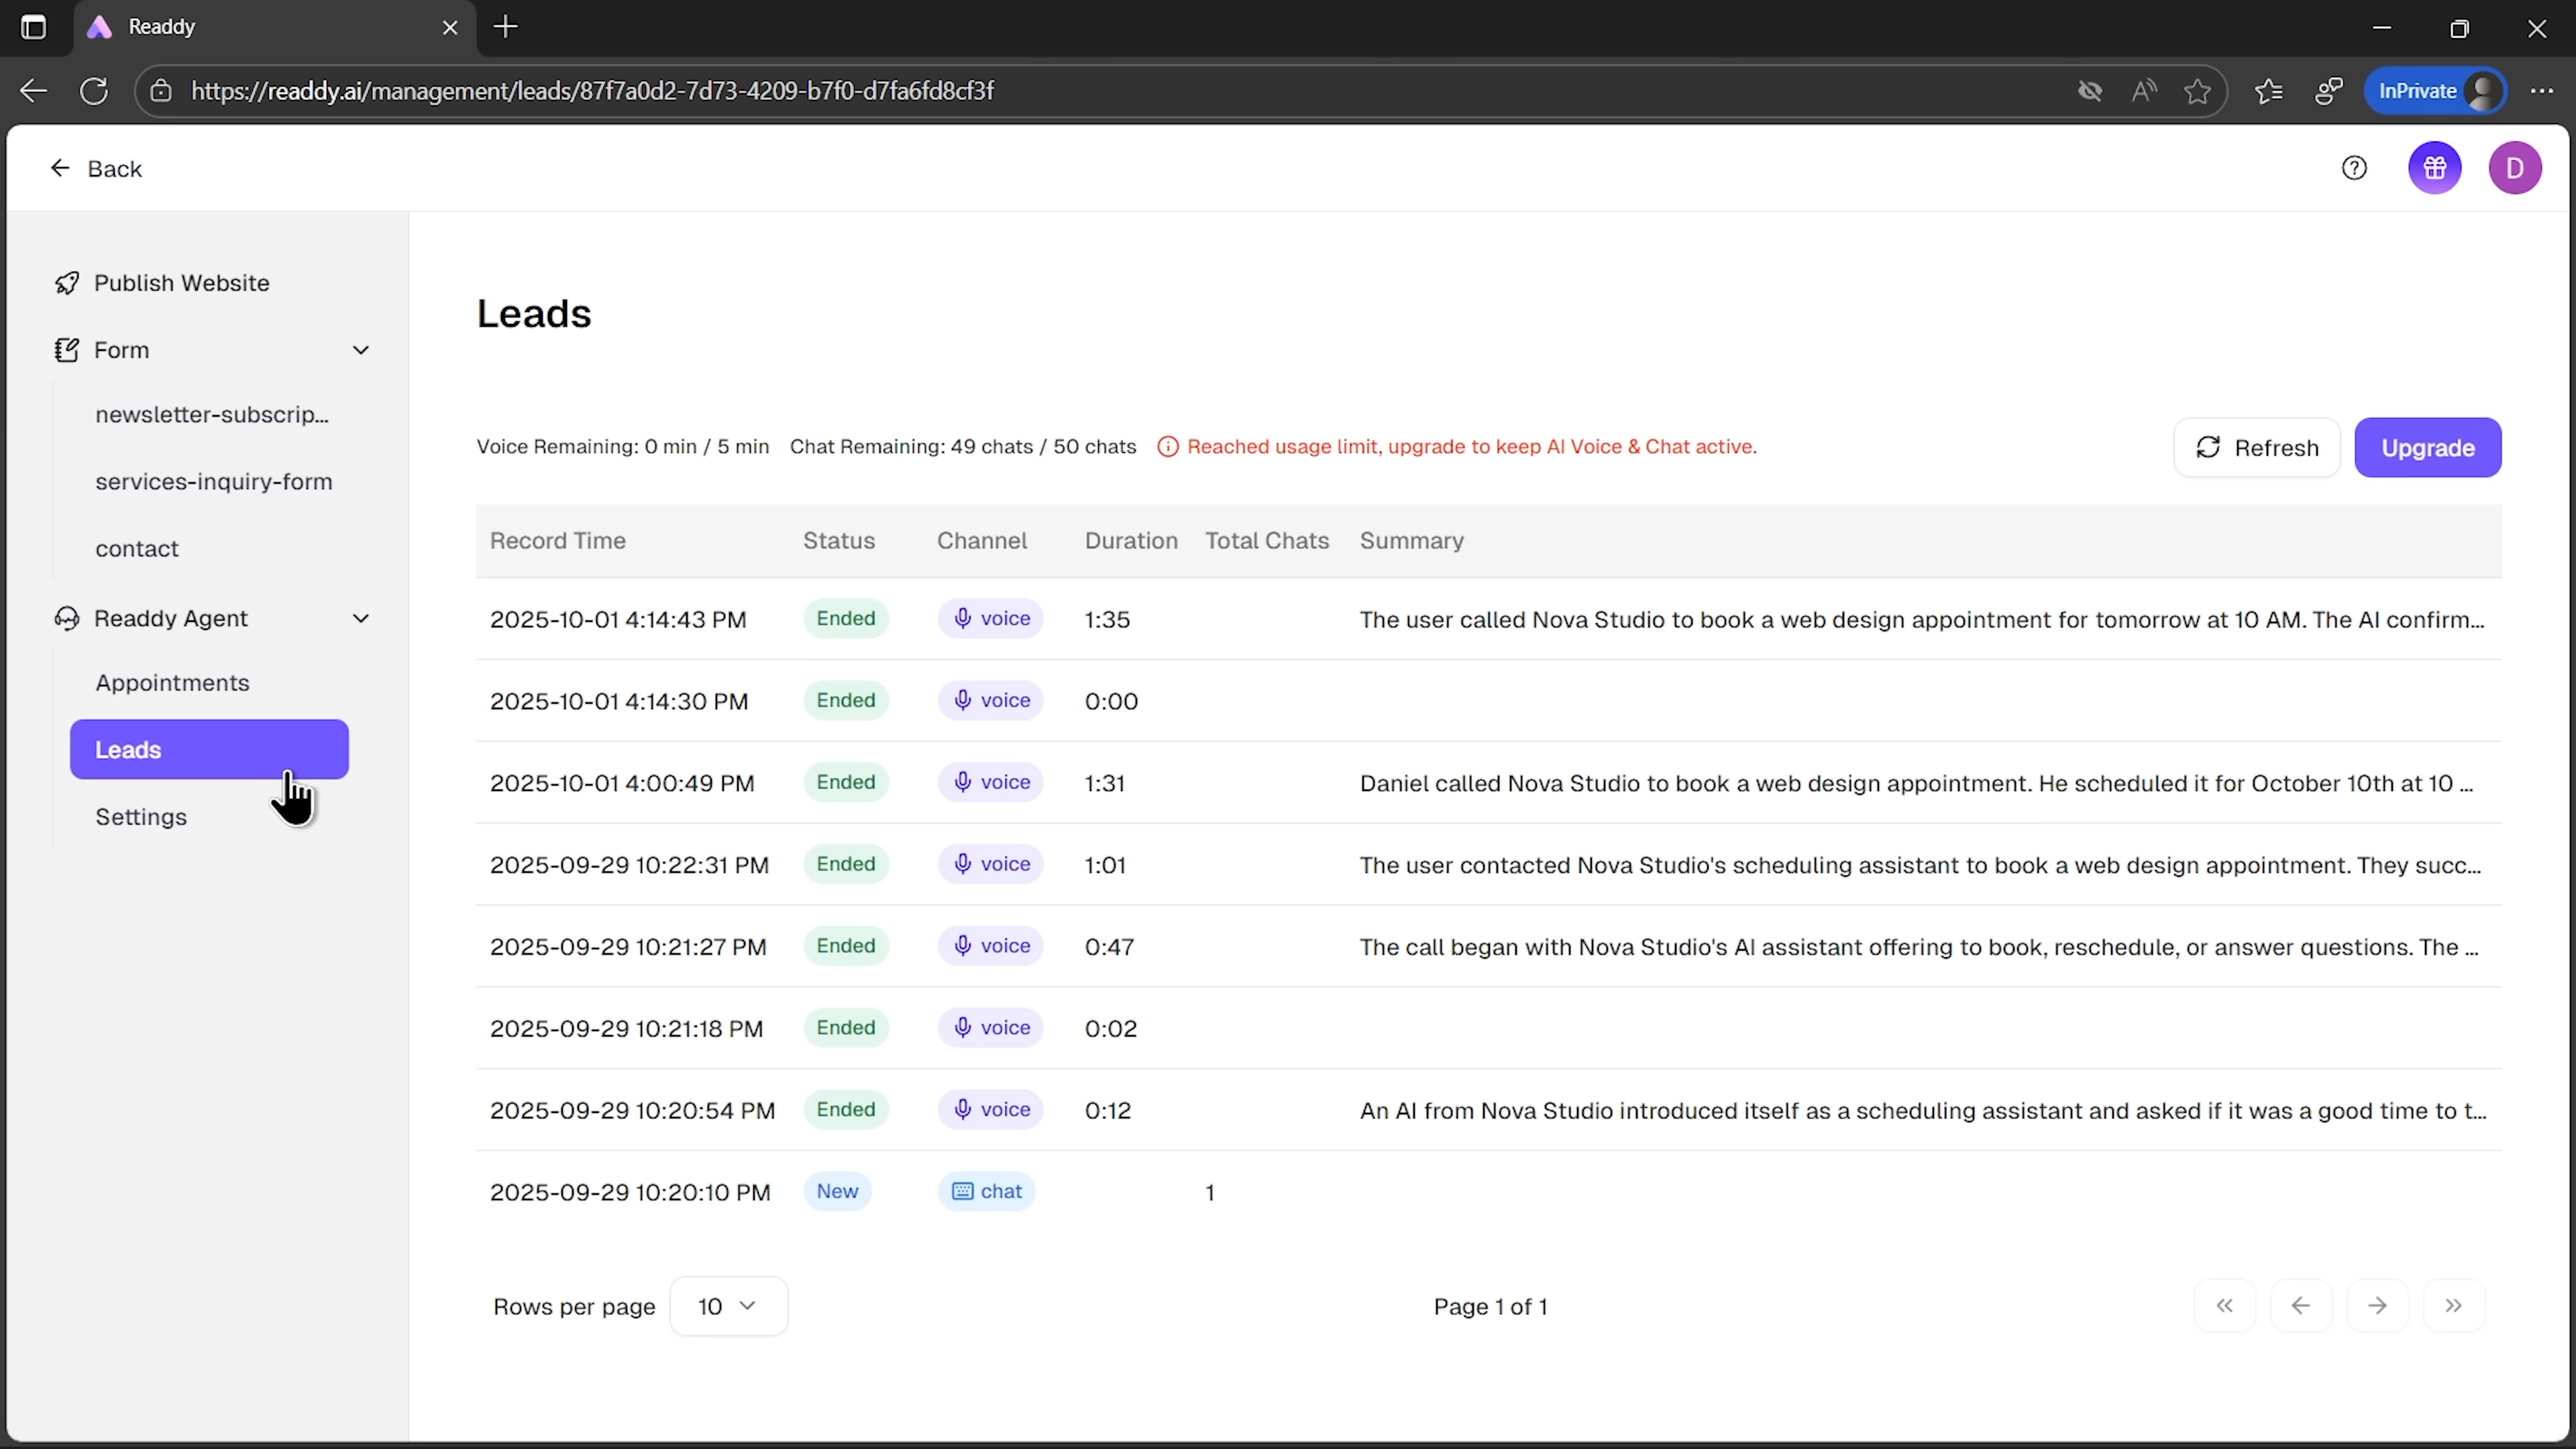 Readdy
https://readdy.ai/management/leads/87f7a0d2-7d73-4209-b7f0-d7fa6fd8cf3f
InPrivate
Back
D
Publish Website
Form
newsletter-subscrip...
services-inquiry-form
contact
Readdy Agent
Appointments
Leads
Settings
Leads
Voice Remaining: 0 min / 5 min Chat Remaining: 49 chats / 50 chats Reached usage limit, upgrade to keep AI Voice & Chat active.
Refresh
Upgrade
Record Time Status Channel Duration Total Chats Summary
2025-10-01 4:14:43 PM Ended voice 1:35 The user called Nova Studio to book a web design appointment for tomorrow at 10 AM. The AI confirm...
2025-10-01 4:14:30 PM Ended voice 0:00
2025-10-01 4:00:49 PM Ended voice 1:31 Daniel called Nova Studio to book a web design appointment. He scheduled it for October 10th at 10 ...
2025-09-29 10:22:31 PM Ended voice 1:01 The user contacted Nova Studio's scheduling assistant to book a web design appointment. They succ...
2025-09-29 10:21:27 PM Ended voice 0:47 The call began with Nova Studio's AI assistant offering to book, reschedule, or answer questions. The ...
2025-09-29 10:21:18 PM Ended voice 0:02
2025-09-29 10:20:54 PM Ended voice 0:12 An AI from Nova Studio introduced itself as a scheduling assistant and asked if it was a good time to t...
2025-09-29 10:20:10 PM New chat 1
Rows per page 10 Page 1 of 1